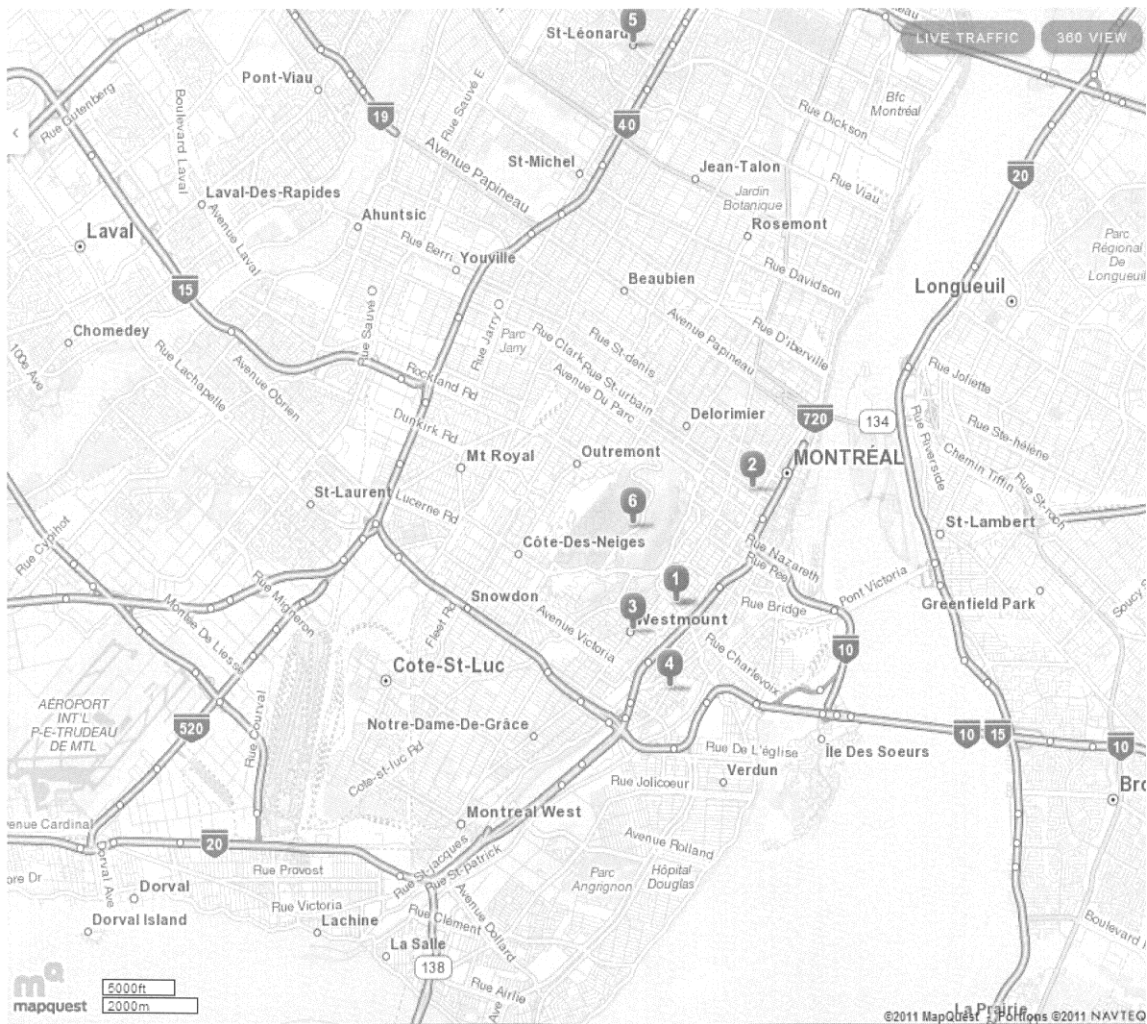 5
St-Léonard
LIVE TRAFFIC
360 VIEW
Pont-Viau
Rue Gutenberg
Boulevard Laval
Rue Sauvé E
19
40
Rue Dickson
Bfc
Montréal
‹
Avenue Papineau
St-Michel
Jean-Talon
20
Laval-Des-Rapides
Jardin
Botanique
Rue Viau
Laval
Avenue Laval
Ahuntsic
Rosemont
Rue Berri
Youville
Parc
Régional
De
Longueuil
15
Beaubien
Rue Davidson
Longueuil
Chomedey
Rue Sauvé
Rue Jarry
Parc
Jarry
Avenue Papineau
Rue D'iberville
100e Ave
Rue Lachapelle
Avenue Obrien
Rockland Rd
Rue Clark
Rue St-denis
Rue St-urbain
Avenue Du Parc
Rue Joliette
Dunkirk Rd
Delorimier
720
134
Rue Riverside
Rue Ste-hélène
Chemin Tiffin
Rue St-roch
Mt Royal
Outremont
2
MONTRÉAL
St-Laurent
Lucerne Rd
6
St-Lambert
Rue Cypihot
Côte-Des-Neiges
Rue Nazareth
Rue Peel
Rue Migneron
Snowdon
1
Pont Victoria
Greenfield Park
Soucy
Montée De Liesse
Fleet Rd
Avenue Victoria
3
Westmount
Rue Bridge
10
Cote-St-Luc
4
Rue Charlevoix
AÉROPORT
INT'L
P-E-TRUDEAU
DE MTL
520
Notre-Dame-De-Grâce
Rue De L'église
Île Des Soeurs
10
15
10
Cote-st-luc Rd
Rue Jolicoeur
Verdun
Bro
venue Cardinal
Montreal West
20
Avenue Rolland
Dorval Ave
Rue Provost
Rue St-jacques
Rue St-patrick
Parc
Angrignon
Hôpital
Douglas
ore Dr
Dorval
Rue Victoria
Avenue Dollard
Dorval Island
Lachine
Rue Clément
Boulevard
La Salle
138
Rue Airlie
Ave
mapquest
5000ft
2000m
La Prairie
©2011 MapQuest - Portions ©2011 NAVTEQ